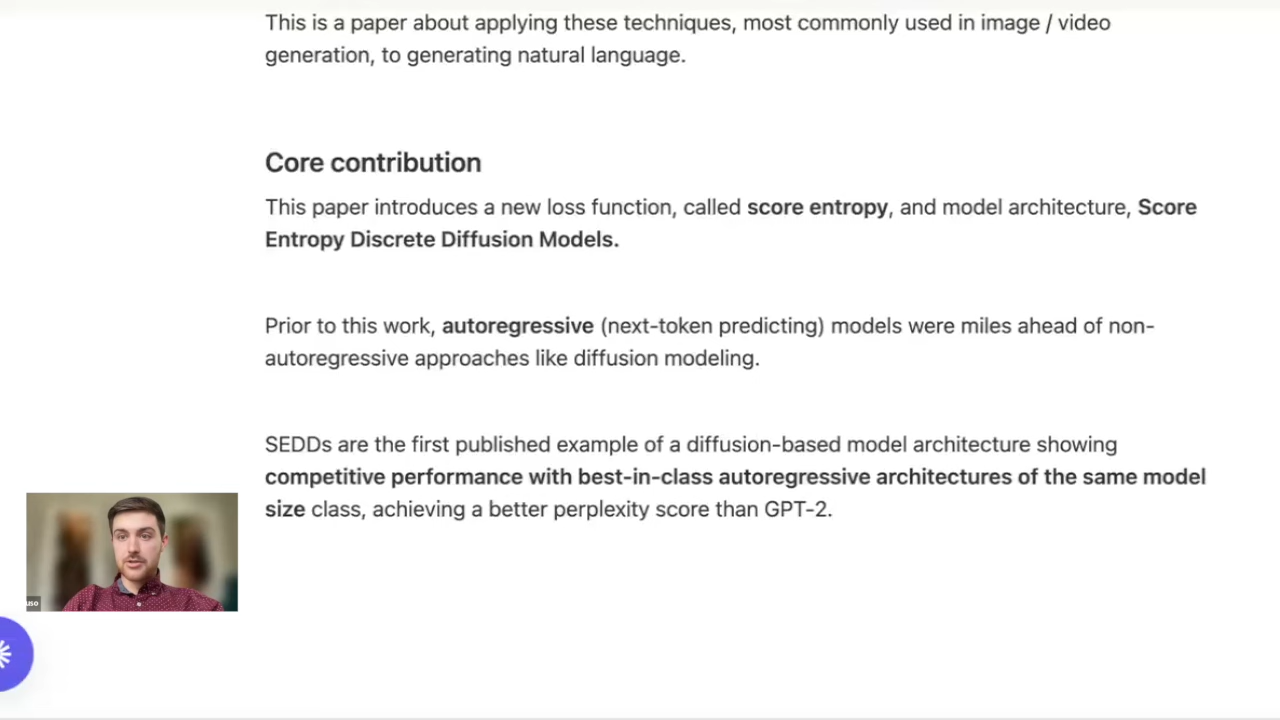 This is a paper about applying these techniques, most commonly used in image / video
generation, to generating natural language.
Core contribution
This paper introduces a new loss function, called score entropy, and model architecture, Score
Entropy Discrete Diffusion Models.
Prior to this work, autoregressive (next-token predicting) models were miles ahead of non-
autoregressive approaches like diffusion modeling.
SEDDs are the first published example of a diffusion-based model architecture showing
competitive performance with best-in-class autoregressive architectures of the same model
size class, achieving a better perplexity score than GPT-2.
uso